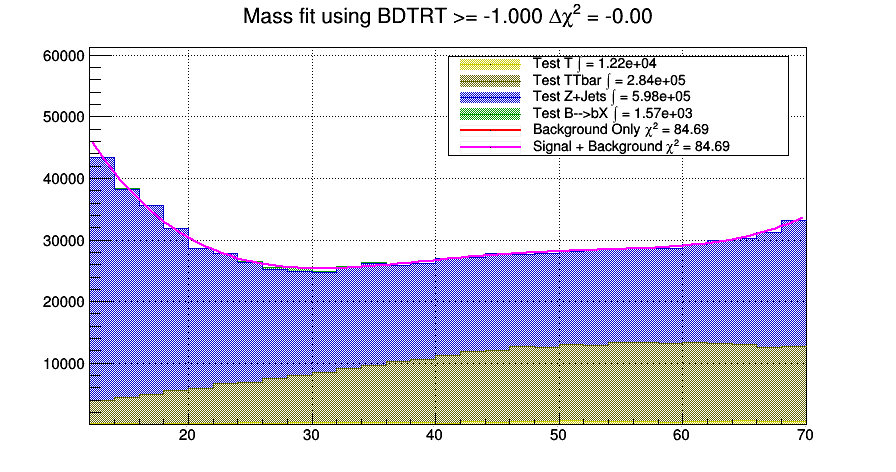 Mass fit using BDTRT >= -1.000 Δχ² = -0.00
60000
50000
40000
30000
20000
10000
Test T ∫ = 1.22e+04
Test TTbar ∫ = 2.84e+05
Test Z+Jets ∫ = 5.98e+05
Test B-->bX ∫ = 1.57e+03
Background Only χ² = 84.69
Signal + Background χ² = 84.69
20 30 40 50 60 70